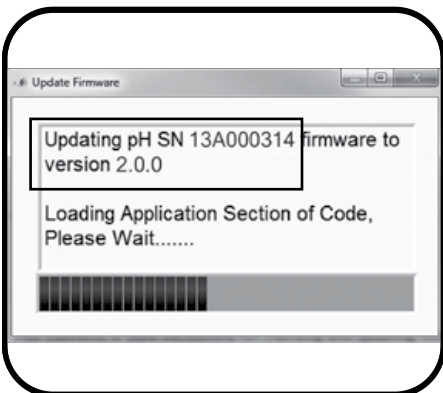 Update Firmware
Updating pH SN 13A000314 firmware to
version 2.0.0
Loading Application Section of Code,
Please Wait.......